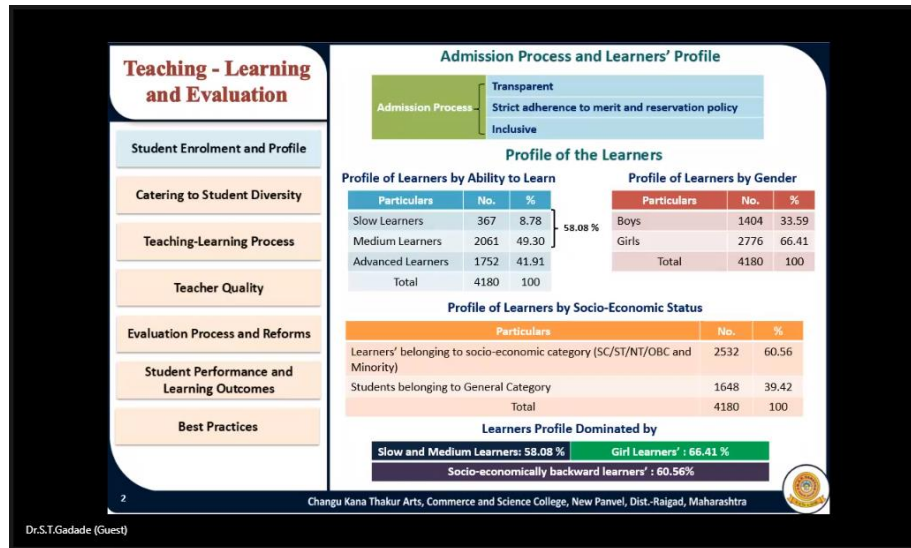 Teaching - Learning
and Evaluation
Student Enrolment and Profile
Catering to Student Diversity
Teaching-Learning Process
Teacher Quality
Evaluation Process and Reforms
Student Performance and
Learning Outcomes
Best Practices
2
Admission Process and Learners' Profile
Admission Process
Transparent
Strict adherence to merit and reservation policy
Inclusive
Profile of the Learners
Profile of Learners by Ability to Learn
Particulars No. %
Slow Learners 367 8.78
Medium Learners 2061 49.30
Advanced Learners 1752 41.91
Total 4180 100
58.08 %
Profile of Learners by Gender
Particulars No. %
Boys 1404 33.59
Girls 2776 66.41
Total 4180 100
Profile of Learners by Socio-Economic Status
Particulars No. %
Learners' belonging to socio-economic category (SC/ST/NT/OBC and 2532 60.56
Minority)
Students belonging to General Category 1648 39.42
Total 4180 100
Learners Profile Dominated by
Slow and Medium Learners: 58.08 % Girl Learners' : 66.41 %
Socio-economically backward learners' : 60.56%
Changu Kana Thakur Arts, Commerce and Science College, New Panvel, Dist.-Raigad, Maharashtra
Dr.S.T.Gadade (Guest)